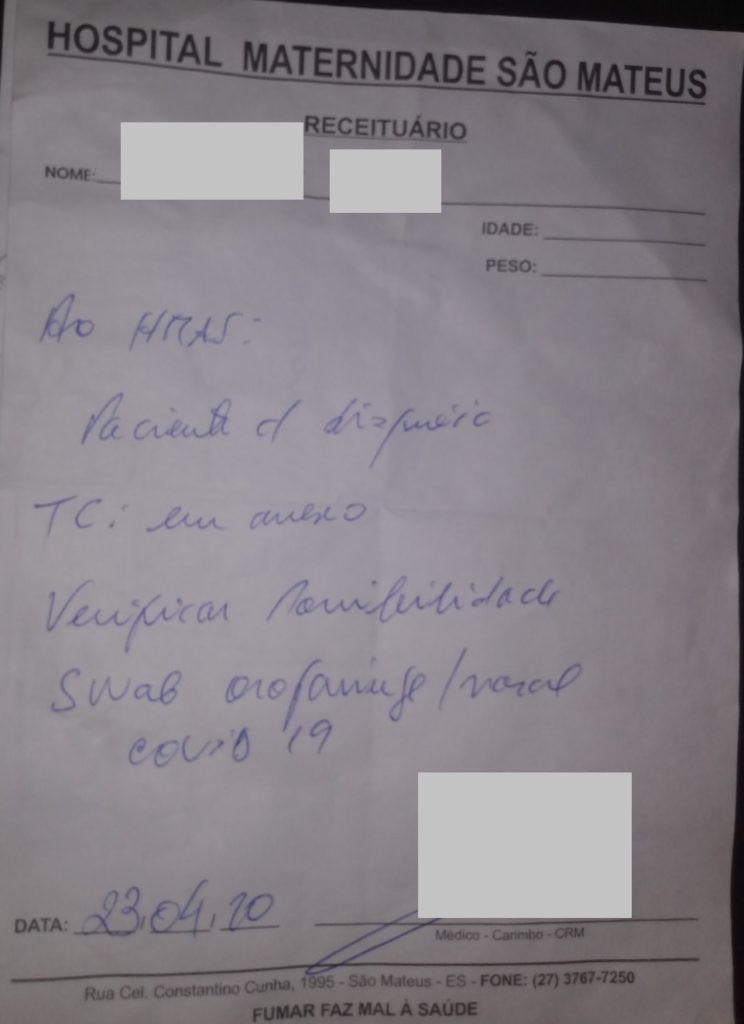 HOSPITAL MATERNIDADE SÃO MATEUS
RECEITUÁRIO
NOME:
IDADE:
PESO:
Ao HMAS:
Paciente c/ dispnéia
TC: em anexo
Verificar possibilidade
SWab orofaringe/nasal
covid 19
DATA: 23.04.20
Médico - Carimbo - CRM
Rua Cel. Constantino Cunha, 1995 - São Mateus - ES - FONE: (27) 3767-7250
FUMAR FAZ MAL À SAÚDE